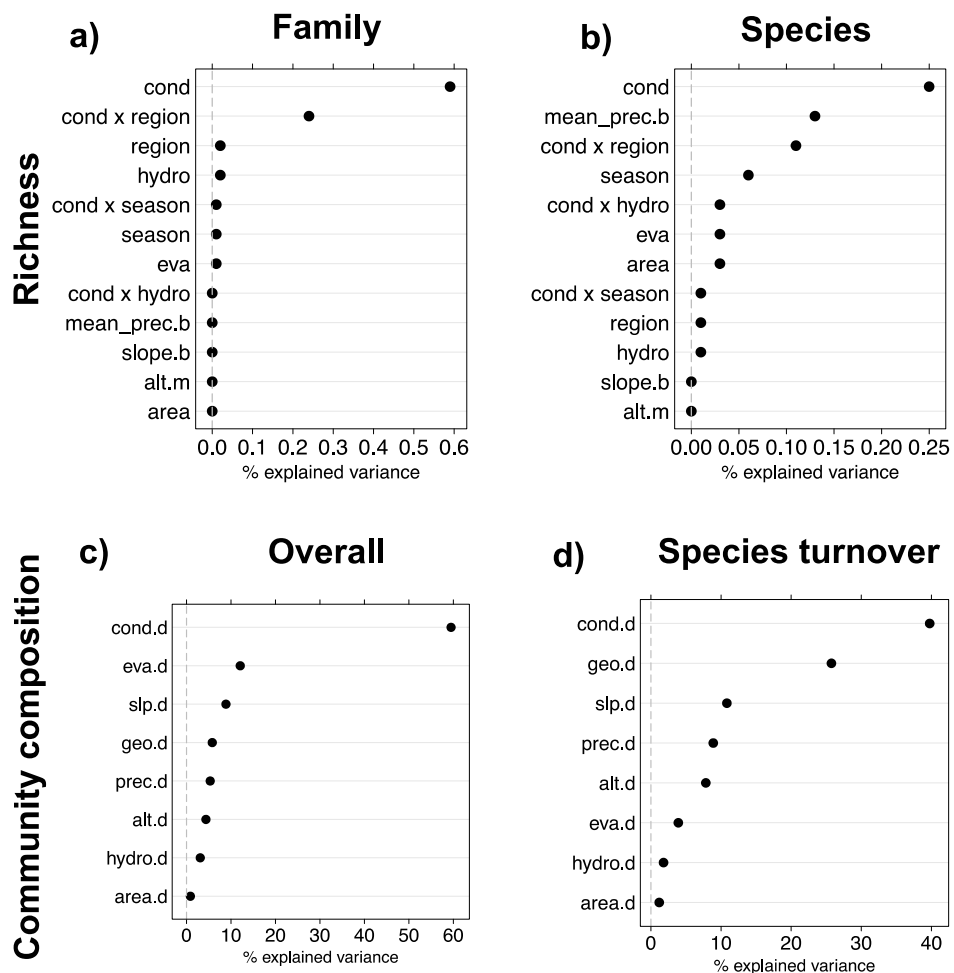 a) Family
cond
cond x region
region
hydro
cond x season
season
eva
cond x hydro
mean_prec.b
slope.b
alt.m
area
0.0 0.1 0.2 0.3 0.4 0.5 0.6
% explained variance
Richness
b) Species
cond
mean_prec.b
cond x region
season
cond x hydro
eva
area
cond x season
region
hydro
slope.b
alt.m
0.00 0.05 0.10 0.15 0.20 0.25
% explained variance
c) Overall
cond.d
eva.d
slp.d
geo.d
prec.d
alt.d
hydro.d
area.d
0 10 20 30 40 50 60
% explained variance
Community composition
d) Species turnover
cond.d
geo.d
slp.d
prec.d
alt.d
eva.d
hydro.d
area.d
0 10 20 30 40
% explained variance